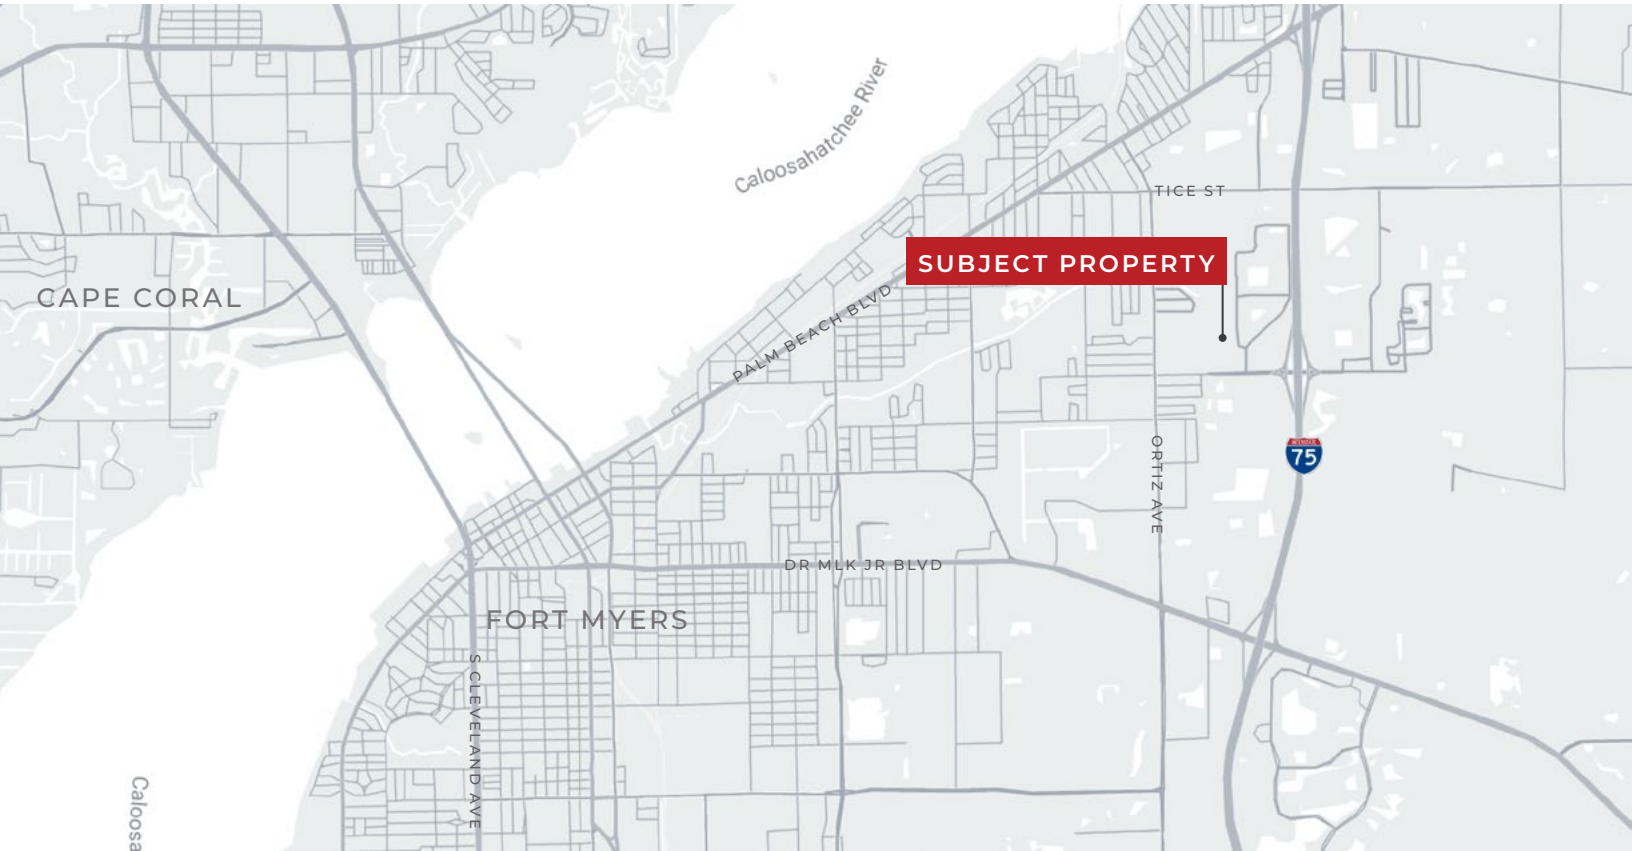 Caloosahatchee River
TICE ST
SUBJECT PROPERTY
CAPE CORAL
PALM BEACH BLVD
ORTIZ AVE
75
DR MLK JR BLVD
FORT MYERS
S CLEVELAND AVE
Caloosa